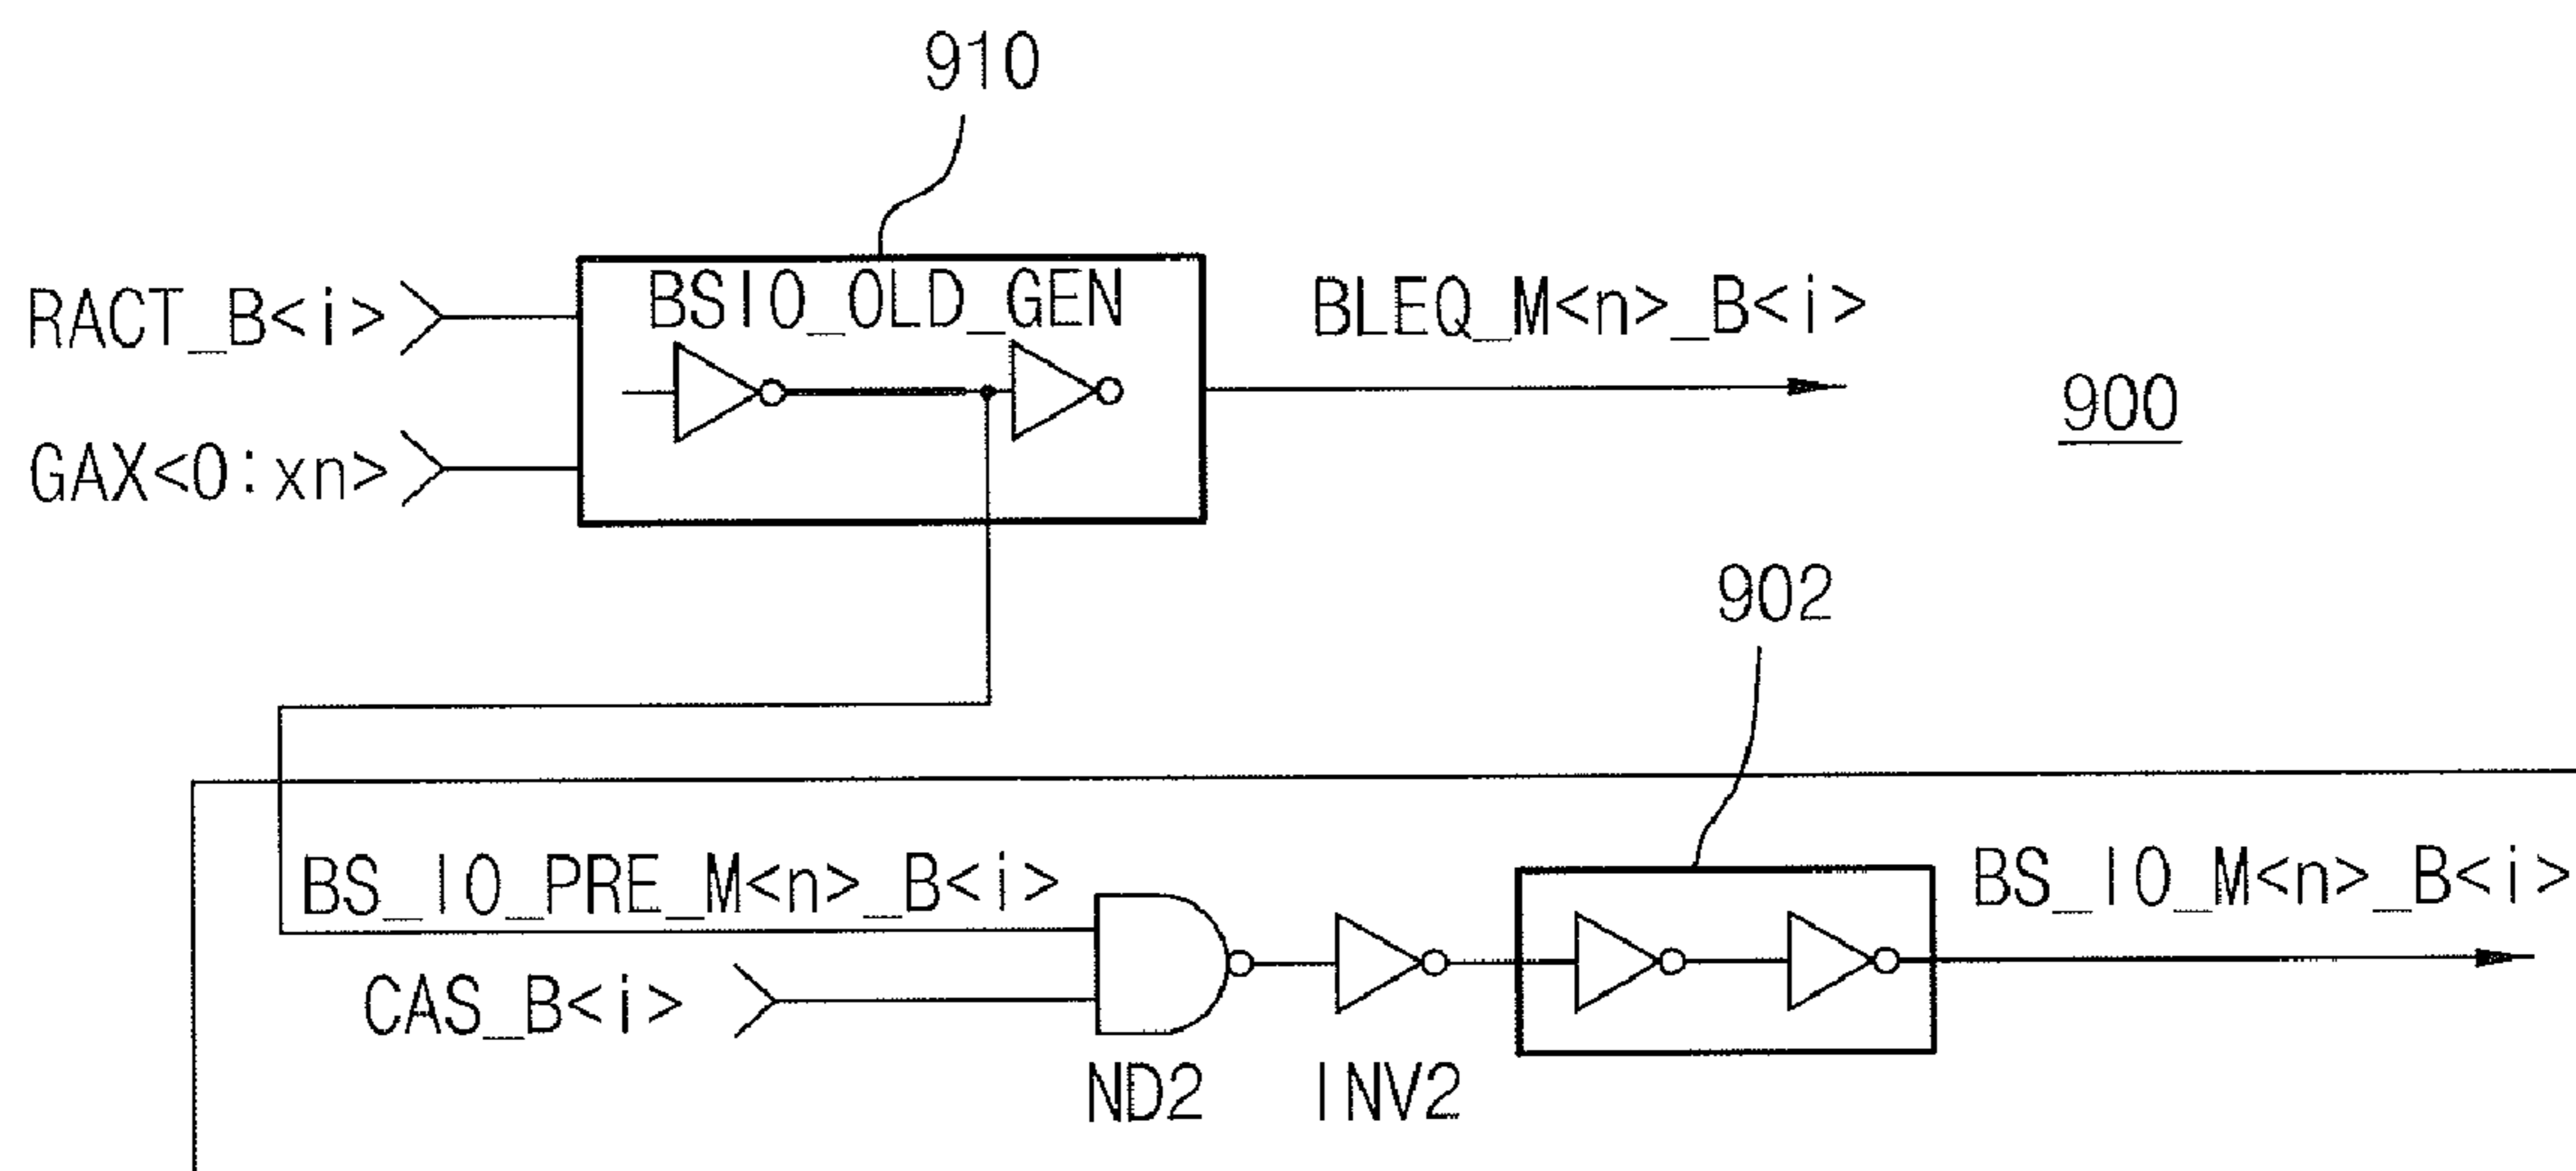 910
BSIO_OLD_GEN
RACT_B<i>
BLEQ_M<n>_B<i>
900
GAX<0:xn>
902
BS_IO_PRE_M<n>_B<i>
BS_IO_M<n>_B<i>
CAS_B<i>
ND2
INV2